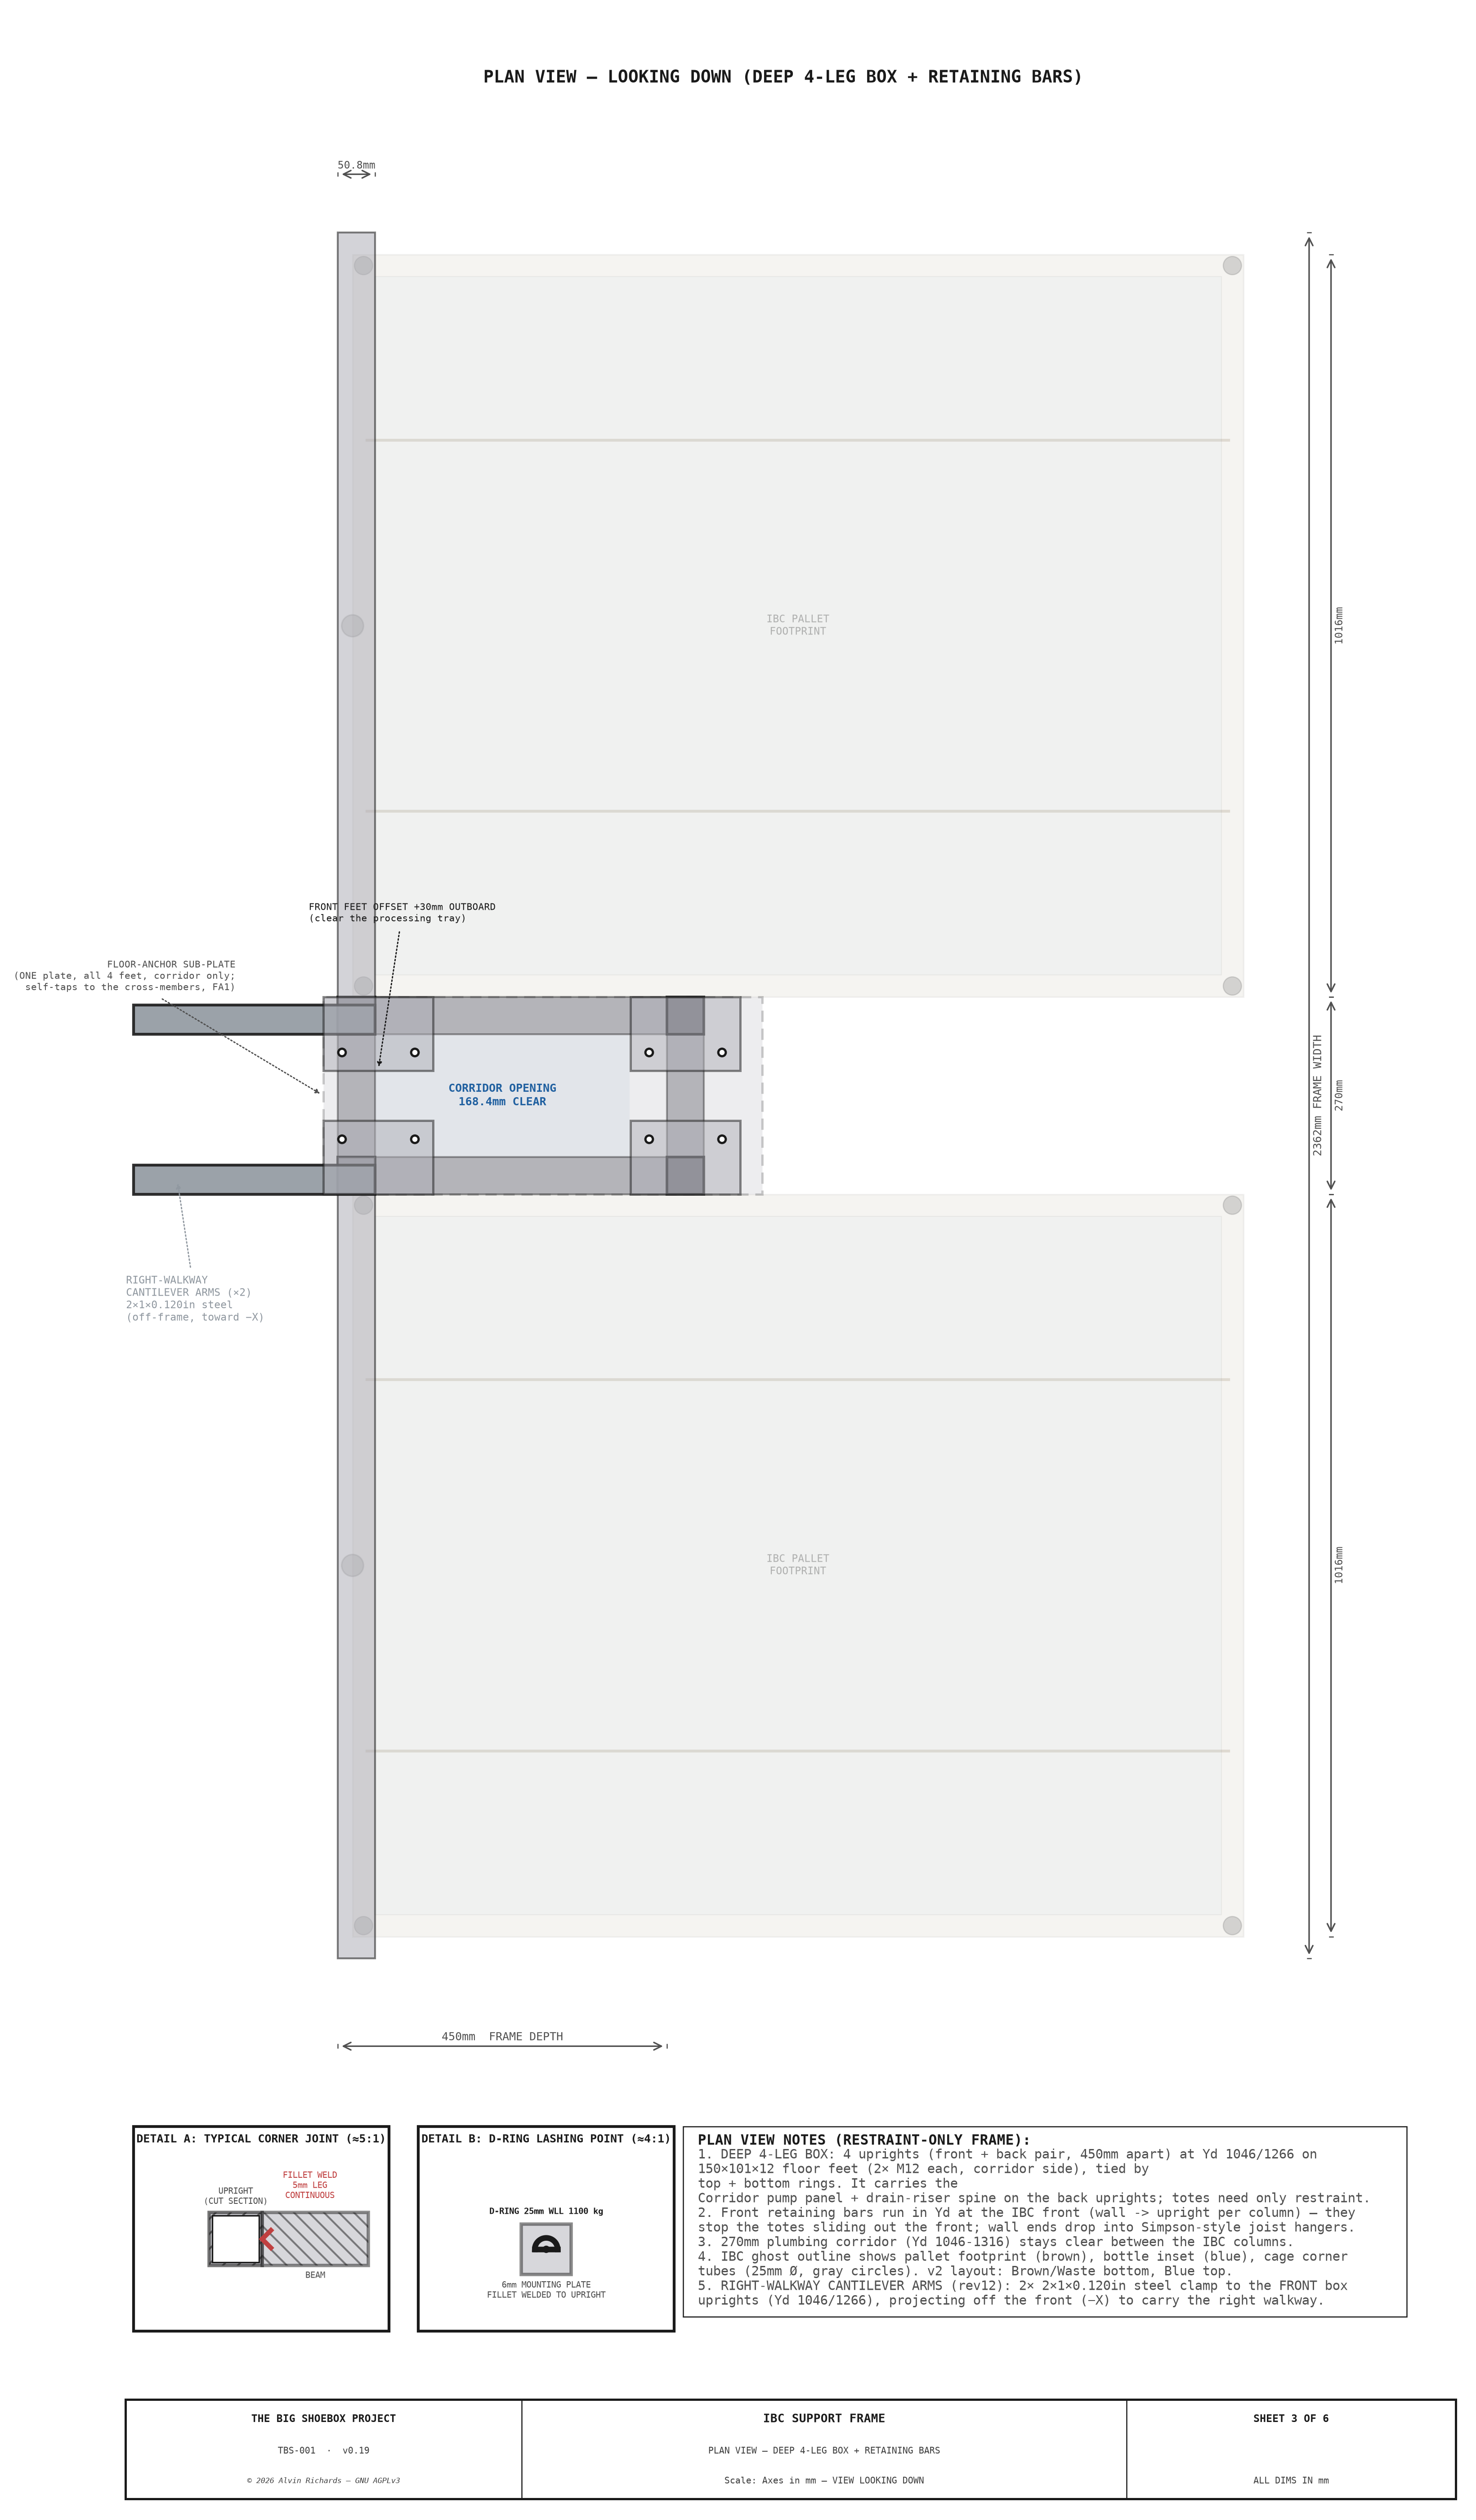 PLAN VIEW — LOOKING DOWN (DEEP 4-LEG BOX + RETAINING BARS)
50.8mm
IBC PALLET
FOOTPRINT
1016mm
FRONT FEET OFFSET +30mm OUTBOARD
(clear the processing tray)
FLOOR-ANCHOR SUB-PLATE
(ONE plate, all 4 feet, corridor only;
self-taps to the cross-members, FA1)
CORRIDOR OPENING
168.4mm CLEAR
2362mm FRAME WIDTH
270mm
RIGHT-WALKWAY
CANTILEVER ARMS (×2)
2×1×0.120in steel
(off-frame, toward −X)
IBC PALLET
FOOTPRINT
1016mm
450mm  FRAME DEPTH
DETAIL A: TYPICAL CORNER JOINT (≈5:1)
FILLET WELD
5mm LEG
CONTINUOUS
UPRIGHT
(CUT SECTION)
BEAM
DETAIL B: D-RING LASHING POINT (≈4:1)
D-RING 25mm WLL 1100 kg
6mm MOUNTING PLATE
FILLET WELDED TO UPRIGHT
PLAN VIEW NOTES (RESTRAINT-ONLY FRAME):
1. DEEP 4-LEG BOX: 4 uprights (front + back pair, 450mm apart) at Yd 1046/1266 on
150×101×12 floor feet (2× M12 each, corridor side), tied by
top + bottom rings. It carries the
Corridor pump panel + drain-riser spine on the back uprights; totes need only restraint.
2. Front retaining bars run in Yd at the IBC front (wall -> upright per column) — they
stop the totes sliding out the front; wall ends drop into Simpson-style joist hangers.
3. 270mm plumbing corridor (Yd 1046-1316) stays clear between the IBC columns.
4. IBC ghost outline shows pallet footprint (brown), bottle inset (blue), cage corner
tubes (25mm Ø, gray circles). v2 layout: Brown/Waste bottom, Blue top.
5. RIGHT-WALKWAY CANTILEVER ARMS (rev12): 2× 2×1×0.120in steel clamp to the FRONT box
uprights (Yd 1046/1266), projecting off the front (−X) to carry the right walkway.
THE BIG SHOEBOX PROJECT
TBS-001  ·  v0.19
© 2026 Alvin Richards — GNU AGPLv3
IBC SUPPORT FRAME
PLAN VIEW — DEEP 4-LEG BOX + RETAINING BARS
Scale: Axes in mm — VIEW LOOKING DOWN
SHEET 3 OF 6
ALL DIMS IN mm